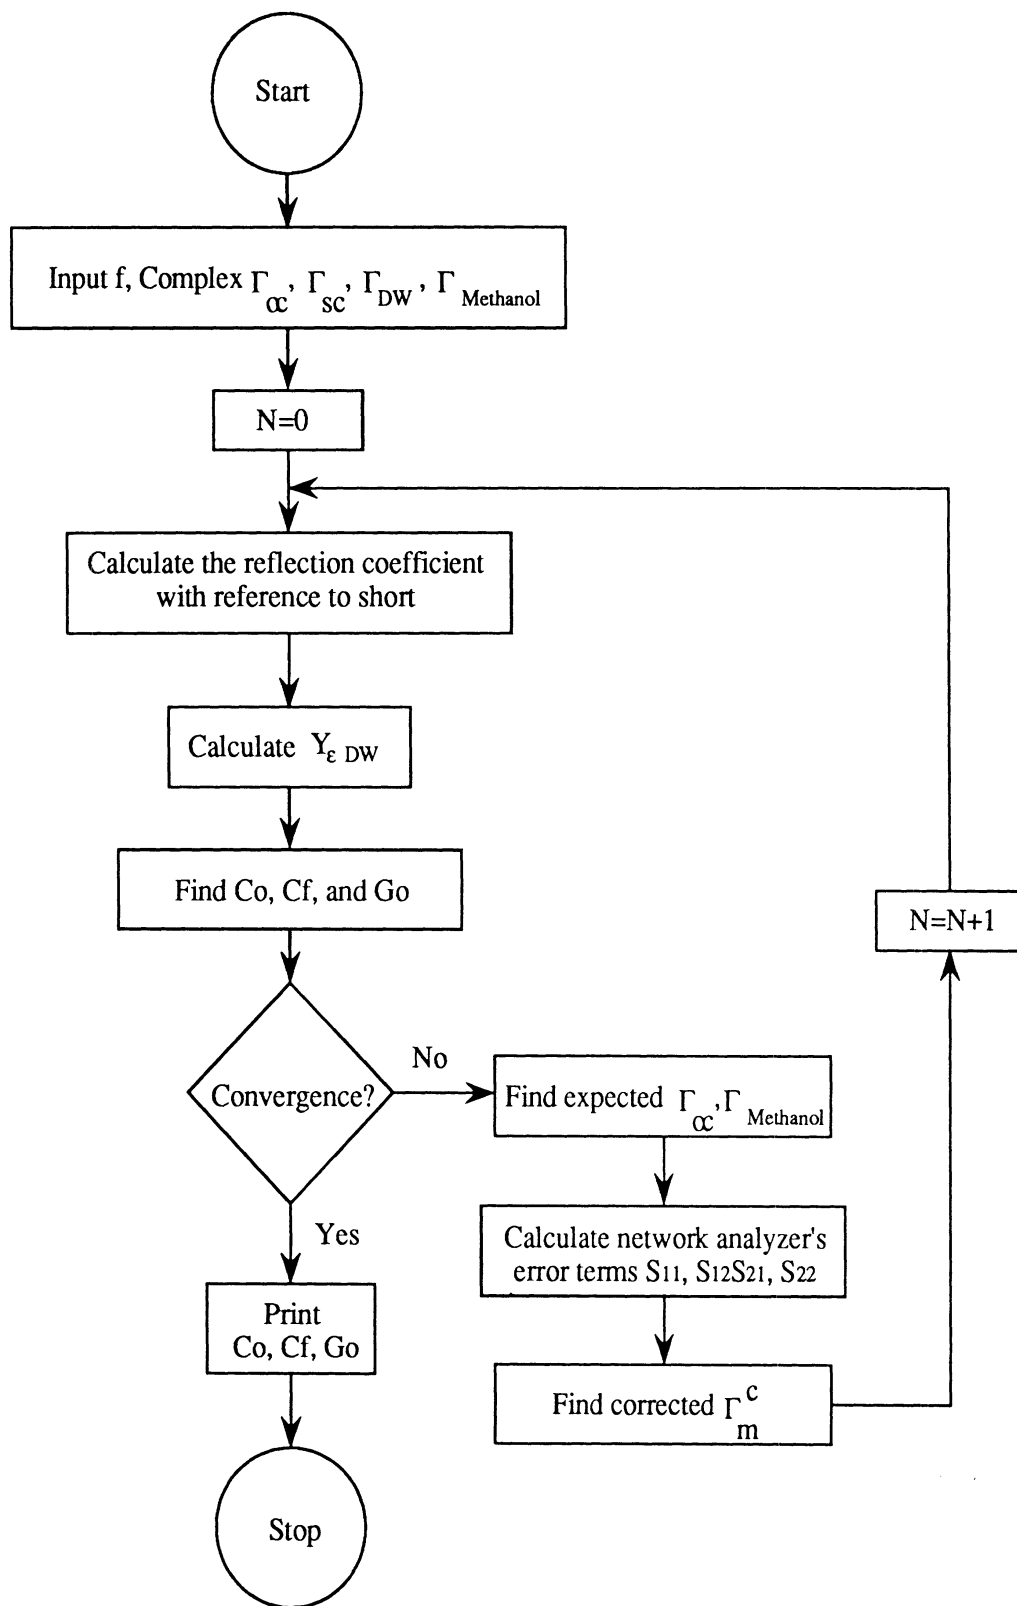 Start
Input f, Complex Γoc, Γsc, ΓDW, ΓMethanol
N=0
Calculate the reflection coefficient
with reference to short
Calculate Yε DW
Find Co, Cf, and Go
N=N+1
Convergence?
No
Find expected Γoc, ΓMethanol
Yes
Calculate network analyzer's
error terms S11, S12S21, S22
Print
Co, Cf, Go
Find corrected Γm^c
Stop